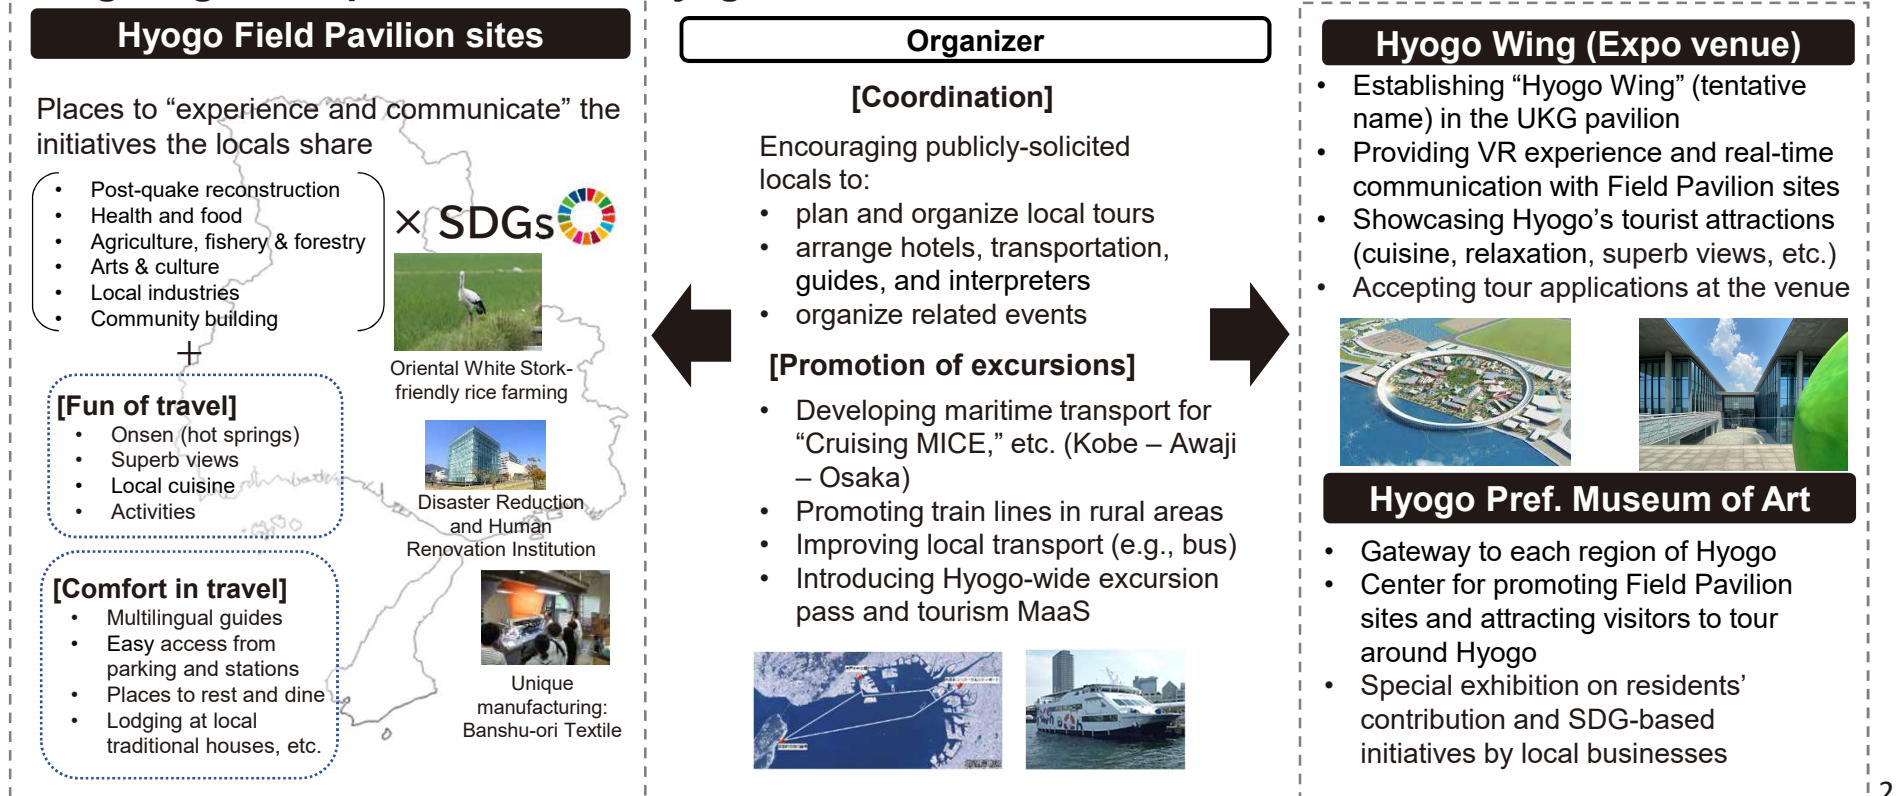 Hyogo Field Pavilion sites
Places to “experience and communicate” the
initiatives the locals share
• Post-quake reconstruction
• Health and food
• Agriculture, fishery & forestry
• Arts & culture
• Local industries
• Community building
× SDGs
+
[Fun of travel]
• Onsen (hot springs)
• Superb views
• Local cuisine
• Activities
[Comfort in travel]
• Multilingual guides
• Easy access from
parking and stations
• Places to rest and dine
• Lodging at local
traditional houses, etc.
Oriental White Stork-
friendly rice farming
Disaster Reduction
and Human
Renovation Institution
Unique
manufacturing:
Banshu-ori Textile
Organizer
[Coordination]
Encouraging publicly-solicited
locals to:
• plan and organize local tours
• arrange hotels, transportation,
guides, and interpreters
• organize related events
[Promotion of excursions]
• Developing maritime transport for
“Cruising MICE,” etc. (Kobe – Awaji
– Osaka)
• Promoting train lines in rural areas
• Improving local transport (e.g., bus)
• Introducing Hyogo-wide excursion
pass and tourism MaaS
Hyogo Wing (Expo venue)
• Establishing “Hyogo Wing” (tentative
name) in the UKG pavilion
• Providing VR experience and real-time
communication with Field Pavilion sites
• Showcasing Hyogo’s tourist attractions
(cuisine, relaxation, superb views, etc.)
• Accepting tour applications at the venue
Hyogo Pref. Museum of Art
• Gateway to each region of Hyogo
• Center for promoting Field Pavilion
sites and attracting visitors to tour
around Hyogo
• Special exhibition on residents’
contribution and SDG-based
initiatives by local businesses
2